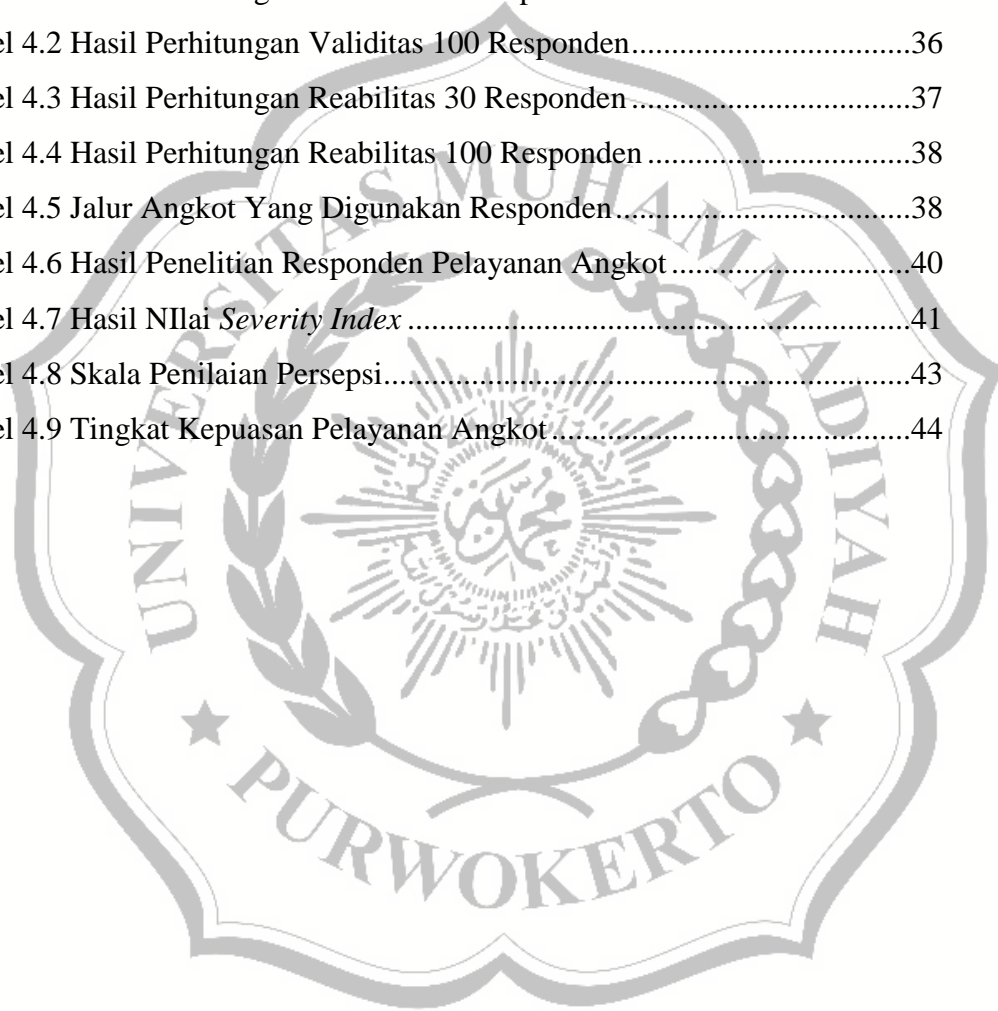 el 4.2 Hasil Perhitungan Validitas 100 Responden....................................36
el 4.3 Hasil Perhitungan Reabilitas 30 Responden....................................37
el 4.4 Hasil Perhitungan Reabilitas 100 Responden..................................38
el 4.5 Jalur Angkot Yang Digunakan Responden......................................38
el 4.6 Hasil Penelitian Responden Pelayanan Angkot...............................40
el 4.7 Hasil NIlai Severity Index.................................................................41
el 4.8 Skala Penilaian Persepsi....................................................................43
el 4.9 Tingkat Kepuasan Pelayanan Angkot..............................................44
UNIVERSITAS MUHAMMADIYAH
PURWOKERTO